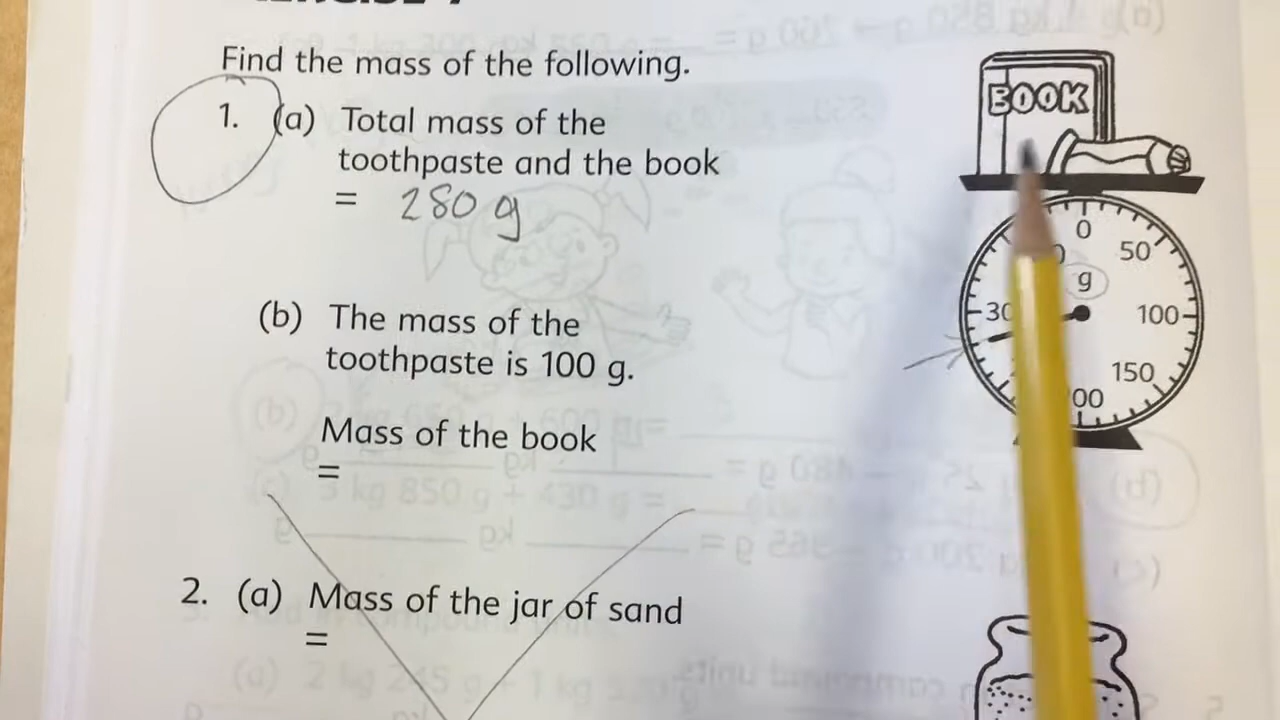 Find the mass of the following.
1. (a) Total mass of the
toothpaste and the book
= 280 g
(b) The mass of the
toothpaste is 100 g.
Mass of the book
=
2. (a) Mass of the jar of sand
=
BOOK
0
50
g
100
150